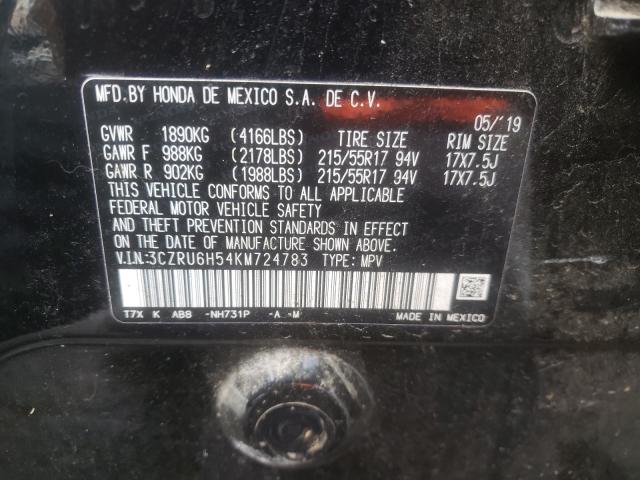 MFD.BY HONDA DE MEXICO S.A. DE C.V.
05/'19
GVWR 1890KG (4166LBS) TIRE SIZE RIM SIZE
GAWR F 988KG (2178LBS) 215/55R17 94V 17X7.5J
GAWR R 902KG (1988LBS) 215/55R17 94V 17X7.5J
THIS VEHICLE CONFORMS TO ALL APPLICABLE
FEDERAL MOTOR VEHICLE SAFETY
AND THEFT PREVENTION STANDARDS IN EFFECT
ON THE DATE OF MANUFACTURE SHOWN ABOVE.
V.I.N.:3CZRU6H54KM724783 TYPE: MPV
T7X K AB8 -NH731P -A -M MADE IN MEXICO